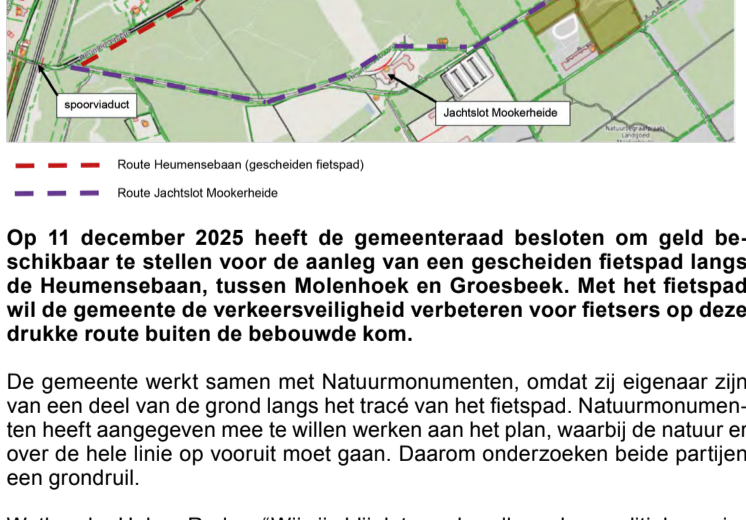 spoorviaduct
Jachtslot Mookerheide
Route Heumensebaan (gescheiden fietspad)
Route Jachtslot Mookerheide
Op 11 december 2025 heeft de gemeenteraad besloten om geld be-
schikbaar te stellen voor de aanleg van een gescheiden fietspad langs
de Heumensebaan, tussen Molenhoek en Groesbeek. Met het fietspad
wil de gemeente de verkeersveiligheid verbeteren voor fietsers op deze
drukke route buiten de bebouwde kom.
De gemeente werkt samen met Natuurmonumenten, omdat zij eigenaar zijn
van een deel van de grond langs het tracé van het fietspad. Natuurmonumen-
ten heeft aangegeven mee te willen werken aan het plan, waarbij de natuur er
over de hele linie op vooruit moet gaan. Daarom onderzoeken beide partijen
een grondruil.